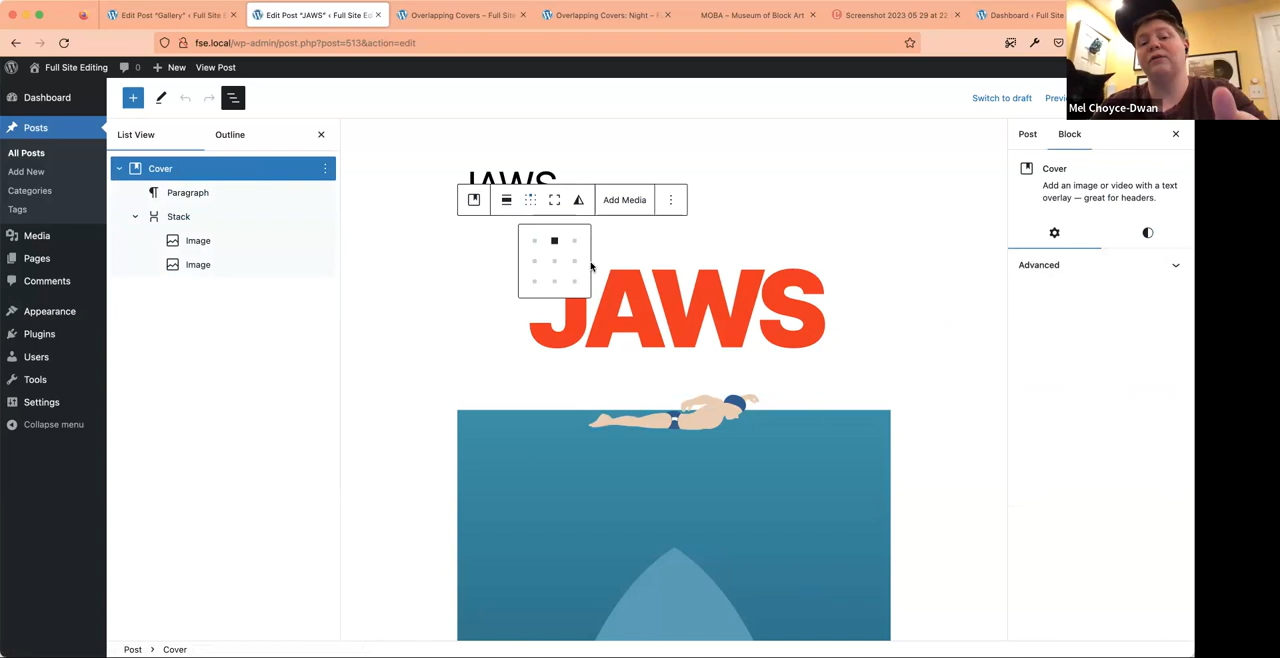 Edit Post "Gallery" ‹ Full Site E
Edit Post "JAWS" ‹ Full Site Ed
Overlapping Covers – Full Site
Overlapping Covers: Night – F
MOBA – Museum of Block Art
Screenshot 2023 05 29 at 22
Dashboard ‹ Full Site
fse.local/wp-admin/post.php?post=513&action=edit
Full Site Editing
0
New
View Post
Mel Choyce-Dwan
Dashboard
Posts
All Posts
Add New
Categories
Tags
Media
Pages
Comments
Appearance
Plugins
Users
Tools
Settings
Collapse menu
Switch to draft
List View
Outline
Cover
Paragraph
Stack
Image
Image
JAWS
Add Media
JAWS
Post
Block
Cover
Add an image or video with a text
overlay — great for headers.
Advanced
Post
Cover